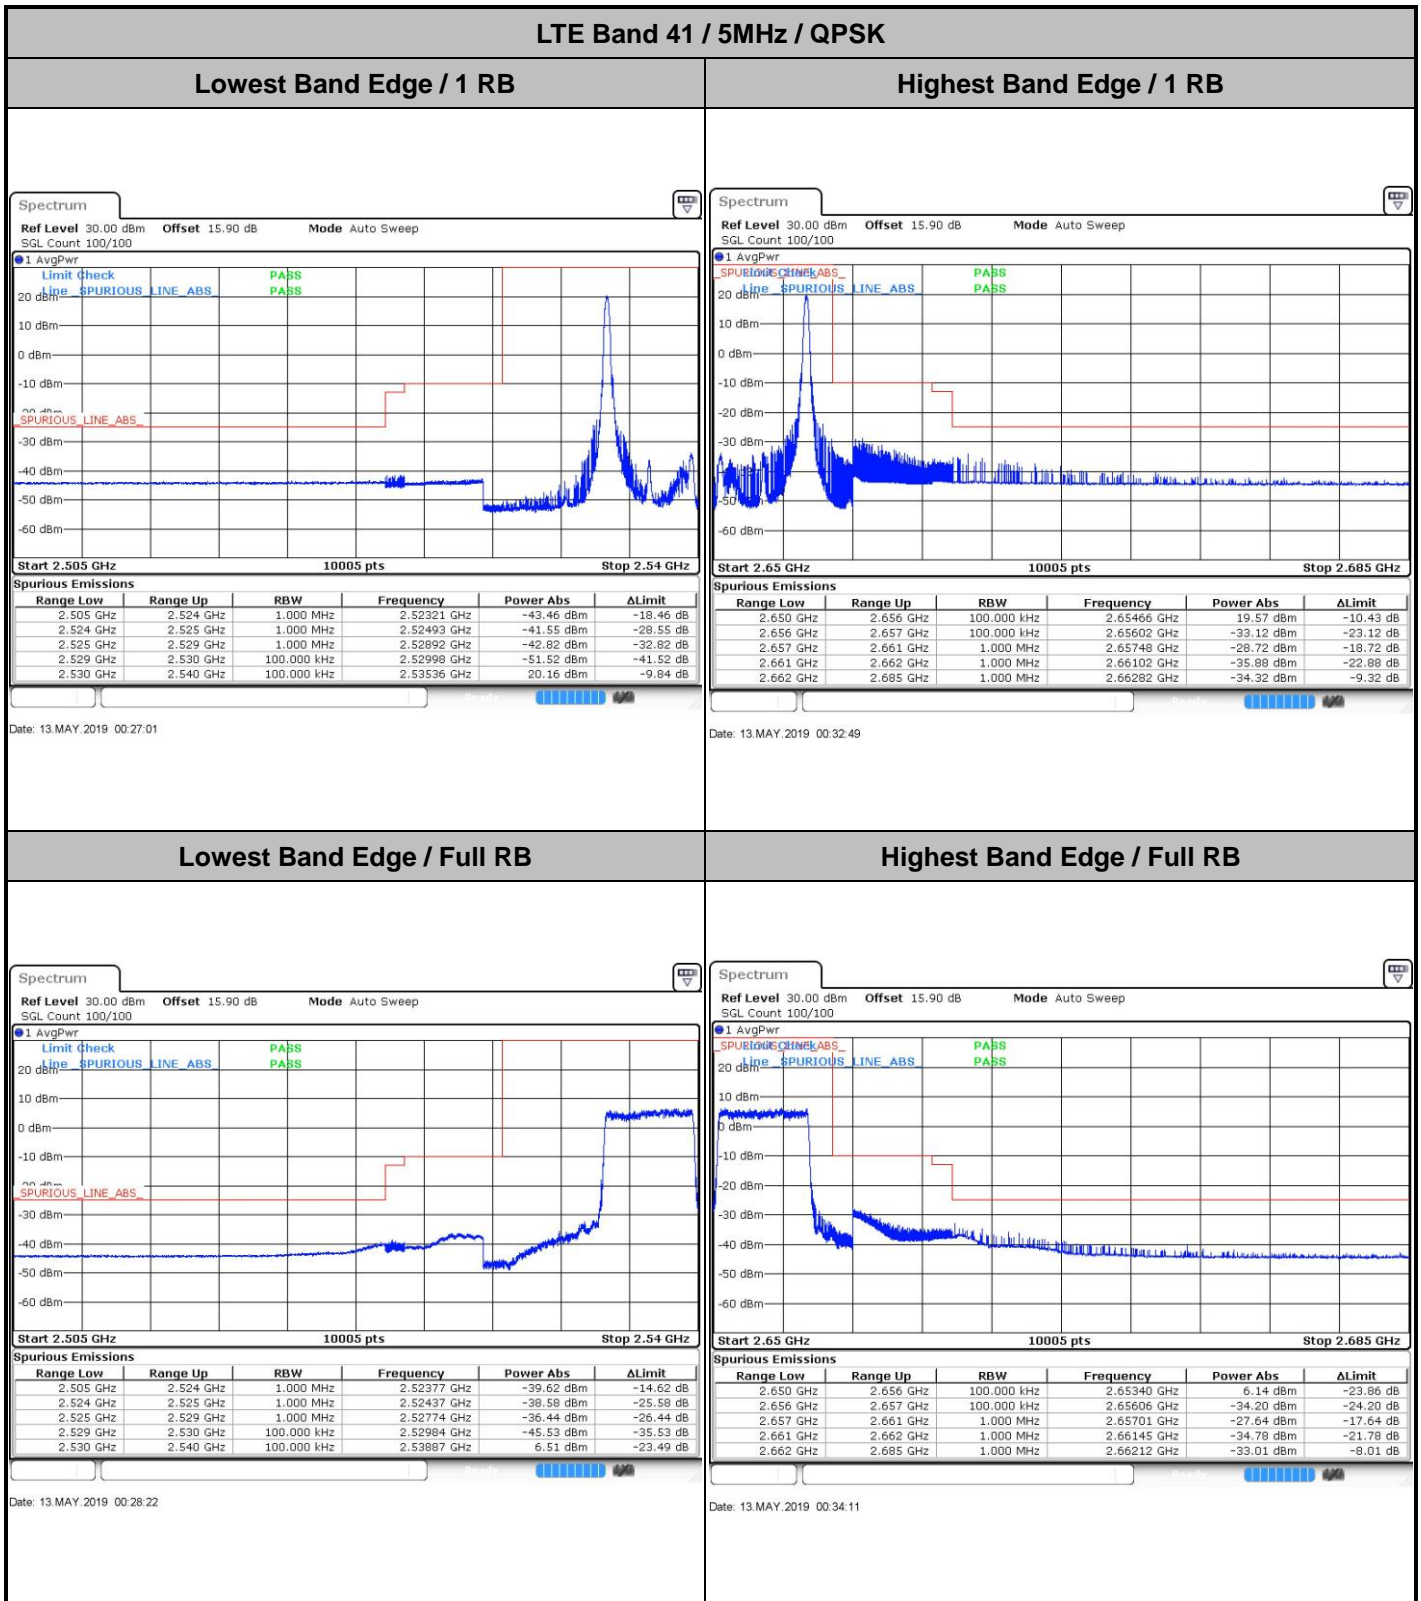 LTE Band 41 / 5MHz / QPSK
Lowest Band Edge / 1 RB
Highest Band Edge / 1 RB
Spectrum
Ref Level 30.00 dBm Offset 15.90 dB Mode Auto Sweep
SGL Count 100/100
1 AvgPwr
Limit Check PASS
Line _SPURIOUS_LINE_ABS_ PASS
20 dBm
10 dBm
0 dBm
-10 dBm
_SPURIOUS_LINE_ABS_
-30 dBm
-40 dBm
-50 dBm
-60 dBm
Start 2.505 GHz 10005 pts Stop 2.54 GHz
Spurious Emissions
Range Low Range Up RBW Frequency Power Abs ΔLimit
2.505 GHz 2.524 GHz 1.000 MHz 2.52321 GHz -43.46 dBm -18.46 dB
2.524 GHz 2.525 GHz 1.000 MHz 2.52493 GHz -41.55 dBm -28.55 dB
2.525 GHz 2.529 GHz 1.000 MHz 2.52892 GHz -42.82 dBm -32.82 dB
2.529 GHz 2.530 GHz 100.000 kHz 2.52998 GHz -51.52 dBm -41.52 dB
2.530 GHz 2.540 GHz 100.000 kHz 2.53536 GHz 20.16 dBm -9.84 dB
Date: 13.MAY.2019 00:27:01
Spectrum
Ref Level 30.00 dBm Offset 15.90 dB Mode Auto Sweep
SGL Count 100/100
1 AvgPwr
_SPURIOUS_LINE_ABS_
Limit Check PASS
Line _SPURIOUS_LINE_ABS_ PASS
20 dBm
10 dBm
0 dBm
-10 dBm
-20 dBm
-30 dBm
-50
-60 dBm
Start 2.65 GHz 10005 pts Stop 2.685 GHz
Spurious Emissions
Range Low Range Up RBW Frequency Power Abs ΔLimit
2.650 GHz 2.656 GHz 100.000 kHz 2.65466 GHz 19.57 dBm -10.43 dB
2.656 GHz 2.657 GHz 100.000 kHz 2.65602 GHz -33.12 dBm -23.12 dB
2.657 GHz 2.661 GHz 1.000 MHz 2.65748 GHz -28.72 dBm -18.72 dB
2.661 GHz 2.662 GHz 1.000 MHz 2.66102 GHz -35.88 dBm -22.88 dB
2.662 GHz 2.685 GHz 1.000 MHz 2.66282 GHz -34.32 dBm -9.32 dB
Date: 13.MAY.2019 00:32:49
Lowest Band Edge / Full RB
Highest Band Edge / Full RB
Spectrum
Ref Level 30.00 dBm Offset 15.90 dB Mode Auto Sweep
SGL Count 100/100
1 AvgPwr
Limit Check PASS
Line _SPURIOUS_LINE_ABS_ PASS
20 dBm
10 dBm
0 dBm
-10 dBm
_SPURIOUS_LINE_ABS_
-30 dBm
-40 dBm
-50 dBm
-60 dBm
Start 2.505 GHz 10005 pts Stop 2.54 GHz
Spurious Emissions
Range Low Range Up RBW Frequency Power Abs ΔLimit
2.505 GHz 2.524 GHz 1.000 MHz 2.52377 GHz -39.62 dBm -14.62 dB
2.524 GHz 2.525 GHz 1.000 MHz 2.52437 GHz -38.58 dBm -25.58 dB
2.525 GHz 2.529 GHz 1.000 MHz 2.52774 GHz -36.44 dBm -26.44 dB
2.529 GHz 2.530 GHz 100.000 kHz 2.52984 GHz -45.53 dBm -35.53 dB
2.530 GHz 2.540 GHz 100.000 kHz 2.53887 GHz 6.51 dBm -23.49 dB
Date: 13.MAY.2019 00:28:22
Spectrum
Ref Level 30.00 dBm Offset 15.90 dB Mode Auto Sweep
SGL Count 100/100
1 AvgPwr
_SPURIOUS_LINE_ABS_
Limit Check PASS
Line _SPURIOUS_LINE_ABS_ PASS
20 dBm
10 dBm
0 dBm
-10 dBm
-20 dBm
-30 dBm
-40 dBm
-50 dBm
-60 dBm
Start 2.65 GHz 10005 pts Stop 2.685 GHz
Spurious Emissions
Range Low Range Up RBW Frequency Power Abs ΔLimit
2.650 GHz 2.656 GHz 100.000 kHz 2.65340 GHz 6.14 dBm -23.86 dB
2.656 GHz 2.657 GHz 100.000 kHz 2.65606 GHz -34.20 dBm -24.20 dB
2.657 GHz 2.661 GHz 1.000 MHz 2.65701 GHz -27.64 dBm -17.64 dB
2.661 GHz 2.662 GHz 1.000 MHz 2.66145 GHz -34.78 dBm -21.78 dB
2.662 GHz 2.685 GHz 1.000 MHz 2.66212 GHz -33.01 dBm -8.01 dB
Date: 13.MAY.2019 00:34:11